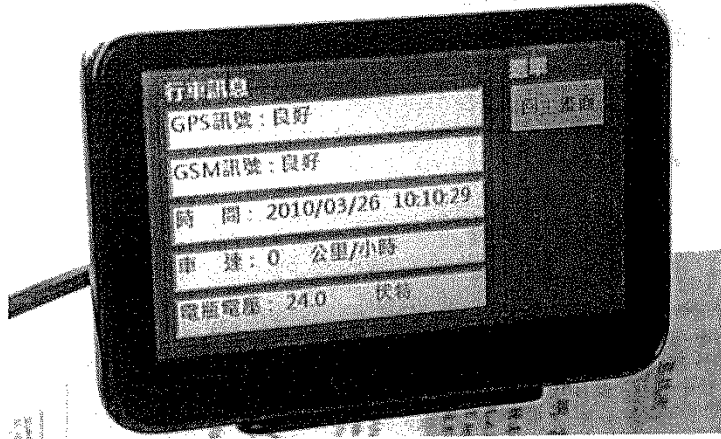 行車訊息
GPS訊號：良好
GSM訊號：良好
時 間：2010/03/26 10:10:29
車 速：0 公里/小時
電瓶電壓：24.0 伏特